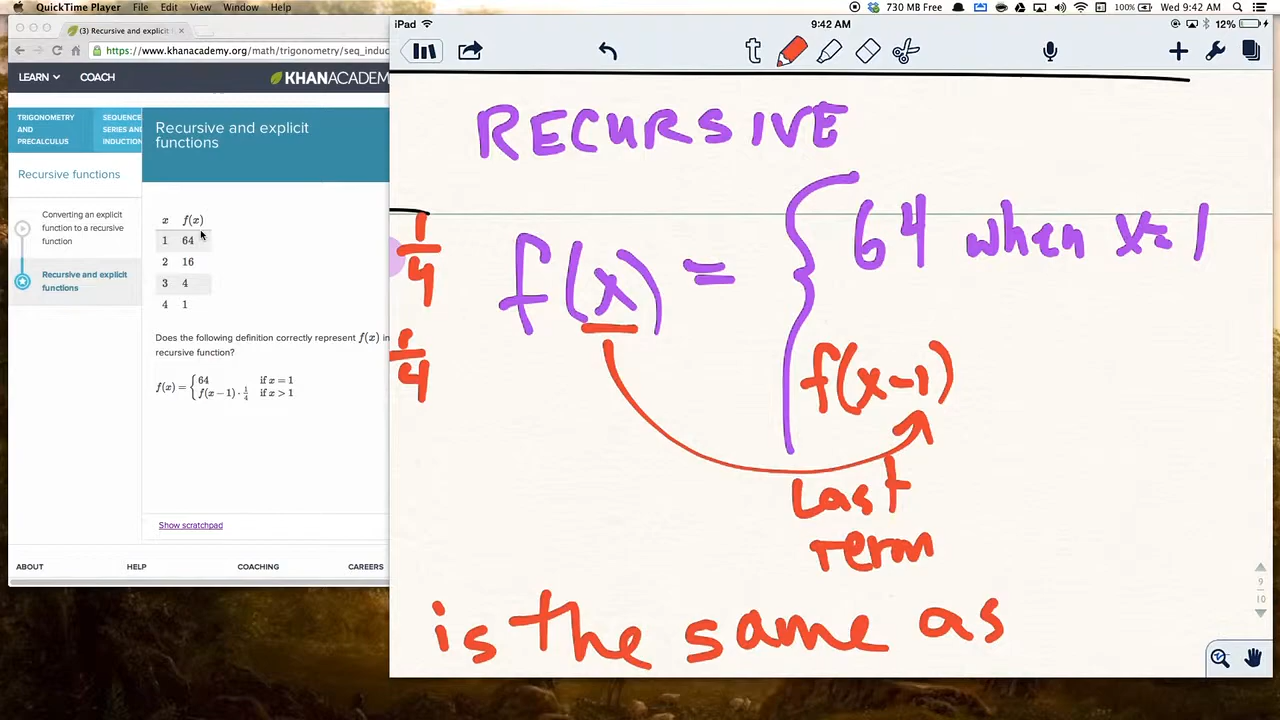 QuickTime Player File Edit View Window Help 730 MB Free 100% Wed 9:42 AM
(3) Recursive and explicit
https://www.khanacademy.org/math/trigonometry/seq_induc
LEARN COACH KHANACADEM
TRIGONOMETRY AND PRECALCULUS
SEQUENCE SERIES AND INDUCTION
Recursive and explicit
functions
Recursive functions
Converting an explicit
function to a recursive
function
Recursive and explicit
functions
x f(x)
1 64
2 16
3 4
4 1
Does the following definition correctly represent f(x) in
recursive function?
f(x) = { 64 if x = 1
f(x−1) · 1/4 if x > 1
Show scratchpad
ABOUT HELP COACHING CAREERS
iPad 9:42 AM 12%
t
RECURSIVE
1/4
f(x) = { 64 when x=1
1/4
f(x-1)
Last
Term
is the same as
9
10